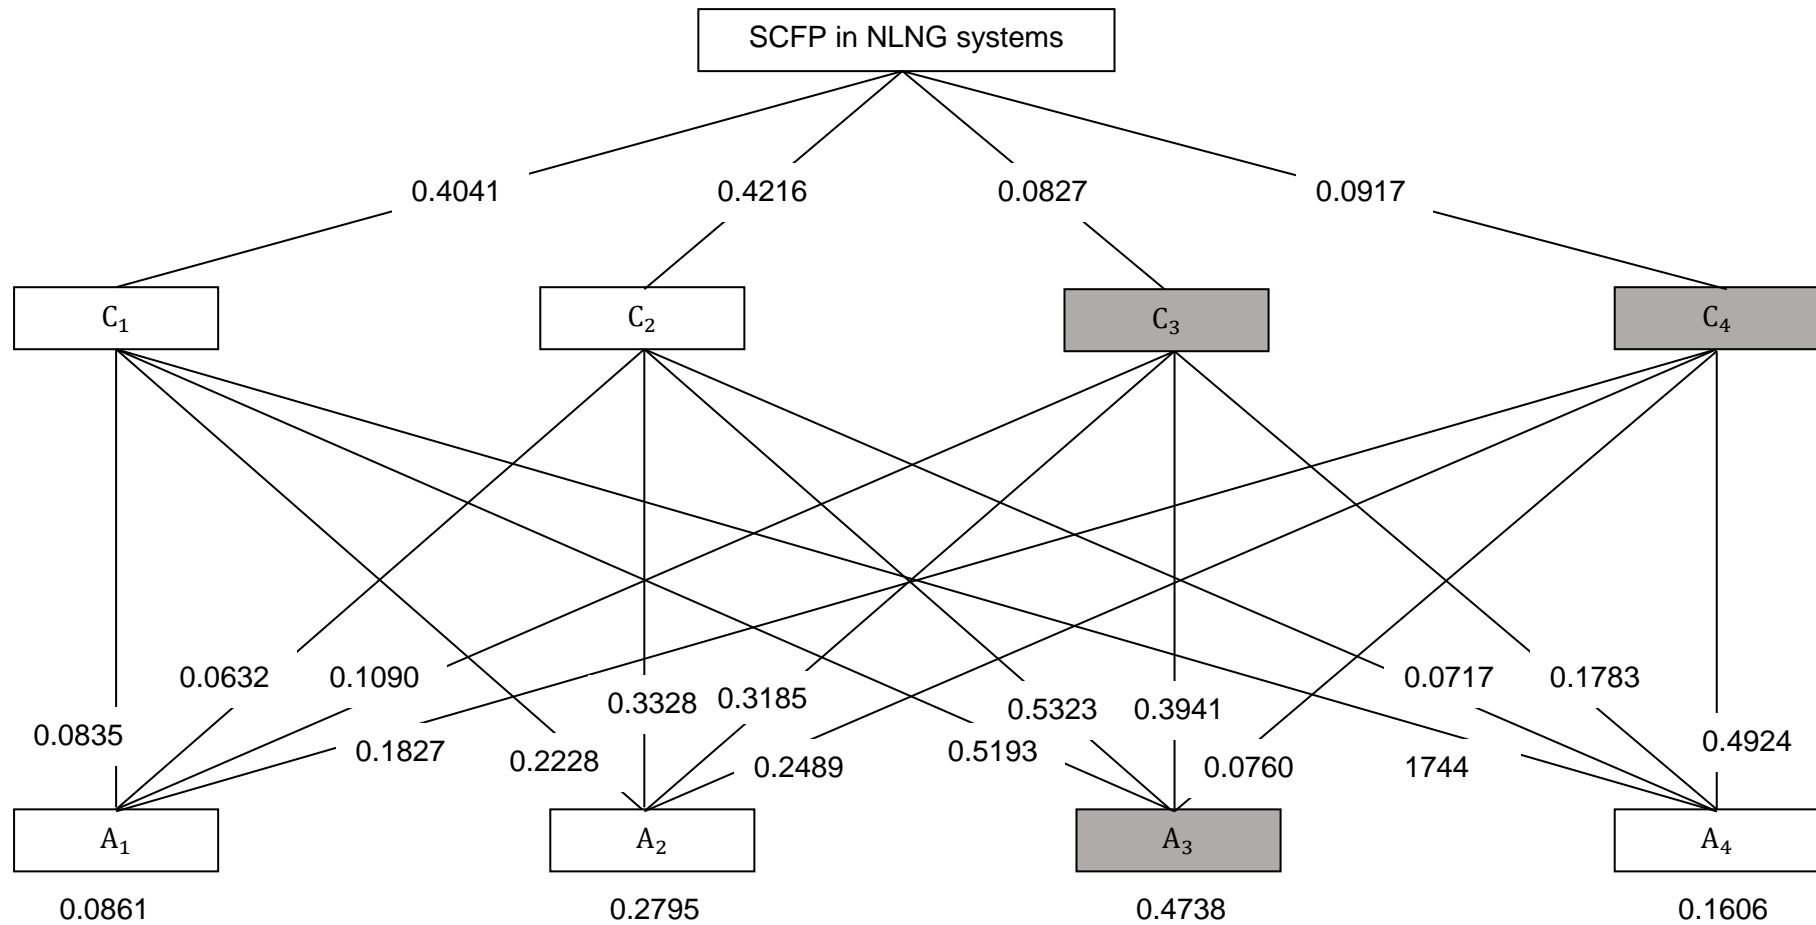 SCFP in NLNG systems
0.4041 0.4216 0.0827 0.0917
C₁ C₂ C₃ C₄
0.0632 0.1090 0.3328 0.3185 0.5323 0.3941 0.0717 0.1783
0.0835 0.1827 0.2228 0.2489 0.5193 0.0760 1744 0.4924
A₁ A₂ A₃ A₄
0.0861 0.2795 0.4738 0.1606